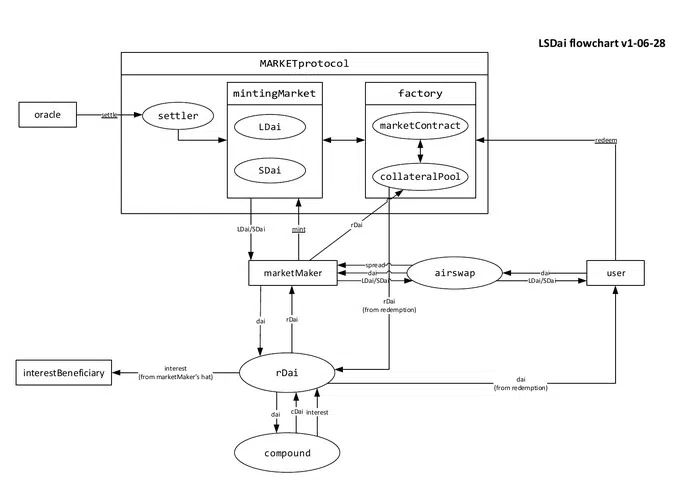 LSDai flowchart v1-06-28
MARKETprotocol
mintingMarket
factory
oracle
settle
settler
LDai
marketContract
redeem
SDai
collateralPool
LDai/SDai
mint
rDai
marketMaker
spread
dai
LDai/SDai
airswap
dai
LDai/SDai
user
rDai
(from redemption)
dai
rDai
interestBeneficiary
interest
(from marketMaker's hat)
rDai
dai
(from redemption)
dai
cDai
interest
compound